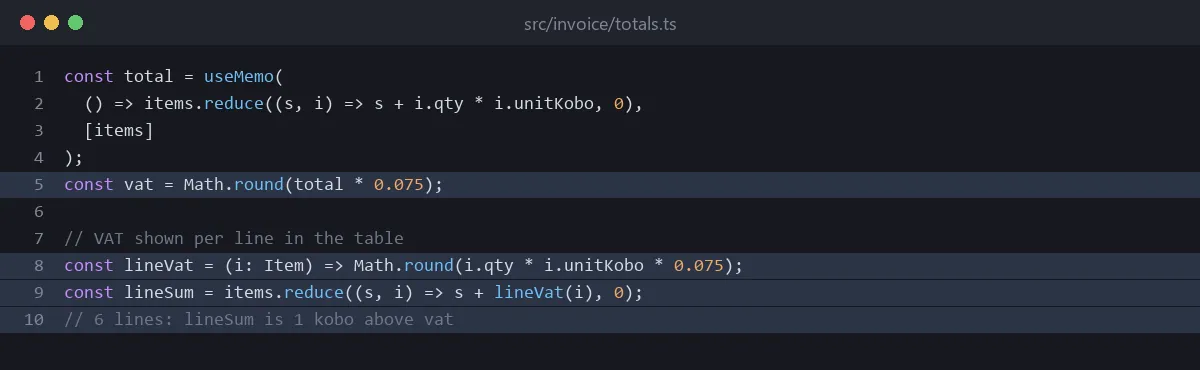 src/invoice/totals.ts
1 const total = useMemo(
2   () => items.reduce((s, i) => s + i.qty * i.unitKobo, 0),
3   [items]
4 );
5 const vat = Math.round(total * 0.075);
6
7 // VAT shown per line in the table
8 const lineVat = (i: Item) => Math.round(i.qty * i.unitKobo * 0.075);
9 const lineSum = items.reduce((s, i) => s + lineVat(i), 0);
10 // 6 lines: lineSum is 1 kobo above vat